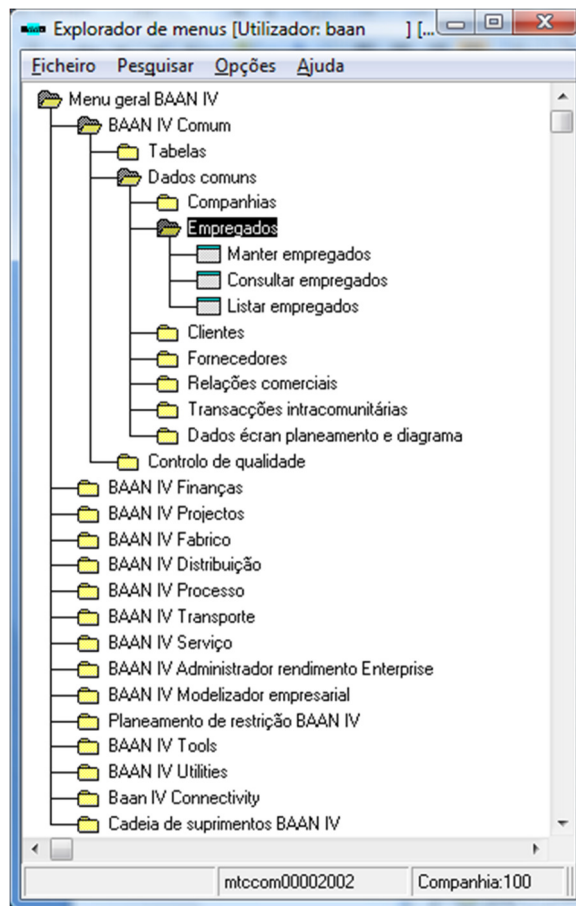 Explorador de menus [Utilizador: baan ] [...
Ficheiro Pesquisar Opções Ajuda
Menu geral BAAN IV
BAAN IV Comum
Tabelas
Dados comuns
Companhias
Empregados
Manter empregados
Consultar empregados
Listar empregados
Clientes
Fornecedores
Relações comerciais
Transacções intracomunitárias
Dados écran planeamento e diagrama
Controlo de qualidade
BAAN IV Finanças
BAAN IV Projectos
BAAN IV Fabrico
BAAN IV Distribuição
BAAN IV Processo
BAAN IV Transporte
BAAN IV Serviço
BAAN IV Administrador rendimento Enterprise
BAAN IV Modelizador empresarial
Planeamento de restrição BAAN IV
BAAN IV Tools
BAAN IV Utilities
Baan IV Connectivity
Cadeia de suprimentos BAAN IV
mtccom00002002 Companhia:100